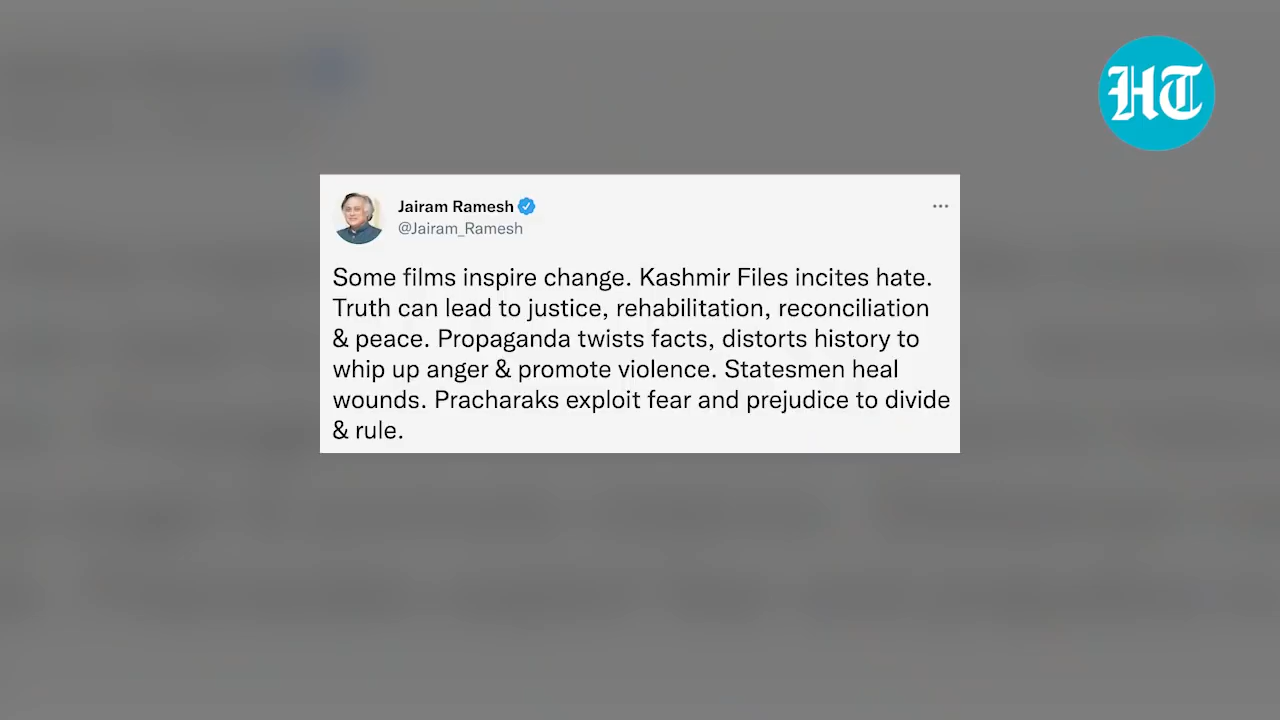 HT
Jairam Ramesh
@Jairam_Ramesh
Some films inspire change. Kashmir Files incites hate.
Truth can lead to justice, rehabilitation, reconciliation
& peace. Propaganda twists facts, distorts history to
whip up anger & promote violence. Statesmen heal
wounds. Pracharaks exploit fear and prejudice to divide
& rule.